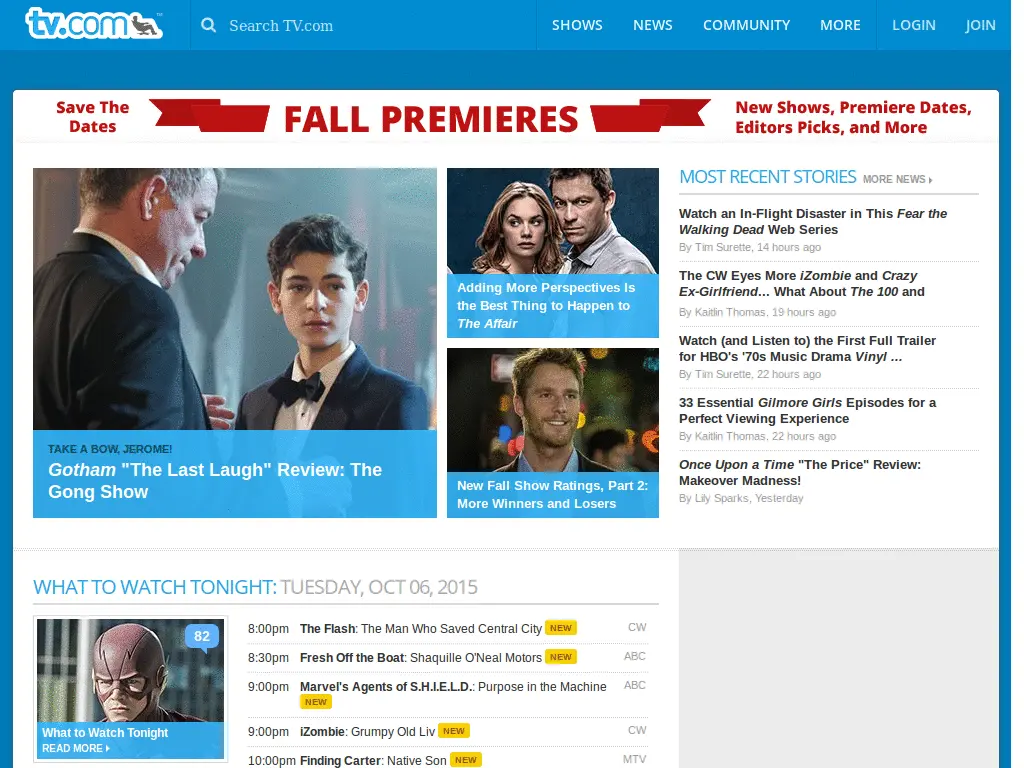 tv.com
Search TV.com
SHOWS
NEWS
COMMUNITY
MORE
LOGIN
JOIN
Save The
Dates
FALL PREMIERES
New Shows, Premiere Dates,
Editors Picks, and More
TAKE A BOW, JEROME!
Gotham "The Last Laugh" Review: The
Gong Show
Adding More Perspectives Is
the Best Thing to Happen to
The Affair
New Fall Show Ratings, Part 2:
More Winners and Losers
MOST RECENT STORIES MORE NEWS
Watch an In-Flight Disaster in This Fear the
Walking Dead Web Series
By Tim Surette, 14 hours ago
The CW Eyes More iZombie and Crazy
Ex-Girlfriend... What About The 100 and
By Kaitlin Thomas, 19 hours ago
Watch (and Listen to) the First Full Trailer
for HBO's '70s Music Drama Vinyl ...
By Tim Surette, 22 hours ago
33 Essential Gilmore Girls Episodes for a
Perfect Viewing Experience
By Kaitlin Thomas, 22 hours ago
Once Upon a Time "The Price" Review:
Makeover Madness!
By Lily Sparks, Yesterday
WHAT TO WATCH TONIGHT: TUESDAY, OCT 06, 2015
82
What to Watch Tonight
READ MORE
8:00pm The Flash: The Man Who Saved Central City NEW CW
8:30pm Fresh Off the Boat: Shaquille O'Neal Motors NEW ABC
9:00pm Marvel's Agents of S.H.I.E.L.D.: Purpose in the Machine ABC
NEW
9:00pm iZombie: Grumpy Old Liv NEW CW
10:00pm Finding Carter: Native Son NEW MTV